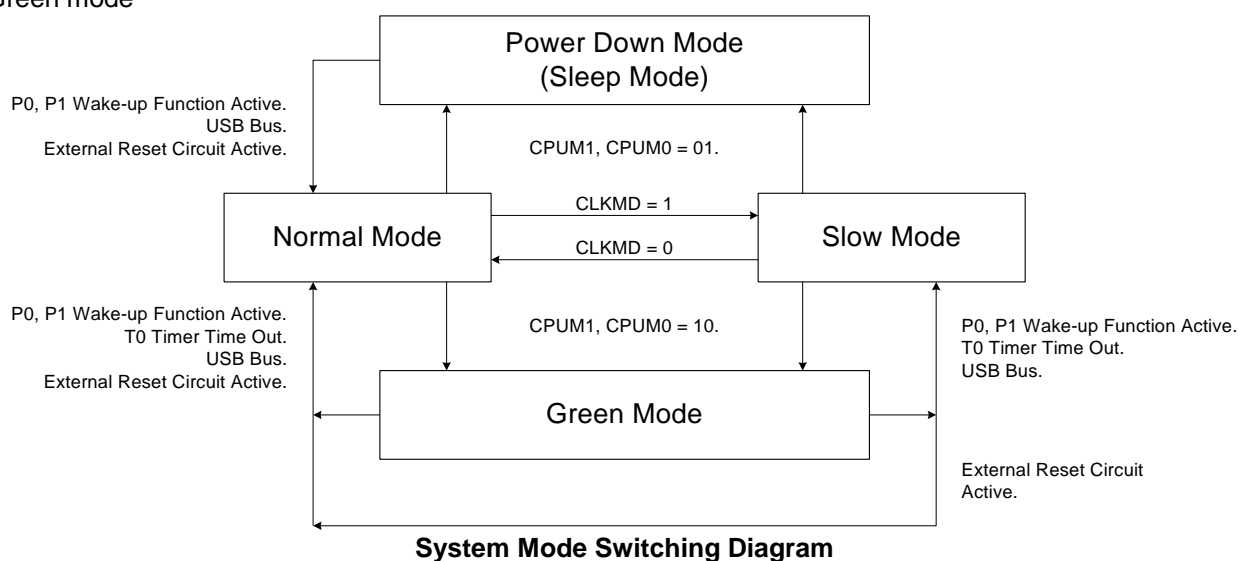 Green mode
Power Down Mode
(Sleep Mode)
P0, P1 Wake-up Function Active.
USB Bus.
External Reset Circuit Active.
CPUM1, CPUM0 = 01.
CLKMD = 1
Normal Mode
Slow Mode
CLKMD = 0
P0, P1 Wake-up Function Active.
T0 Timer Time Out.
USB Bus.
External Reset Circuit Active.
CPUM1, CPUM0 = 10.
P0, P1 Wake-up Function Active.
T0 Timer Time Out.
USB Bus.
Green Mode
External Reset Circuit
Active.
System Mode Switching Diagram